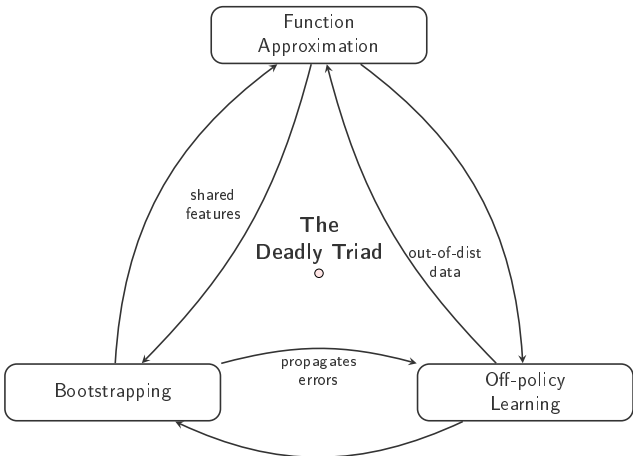 Function
Approximation
shared
features
The
Deadly Triad
out-of-dist
data
propagates
errors
Bootstrapping
Off-policy
Learning